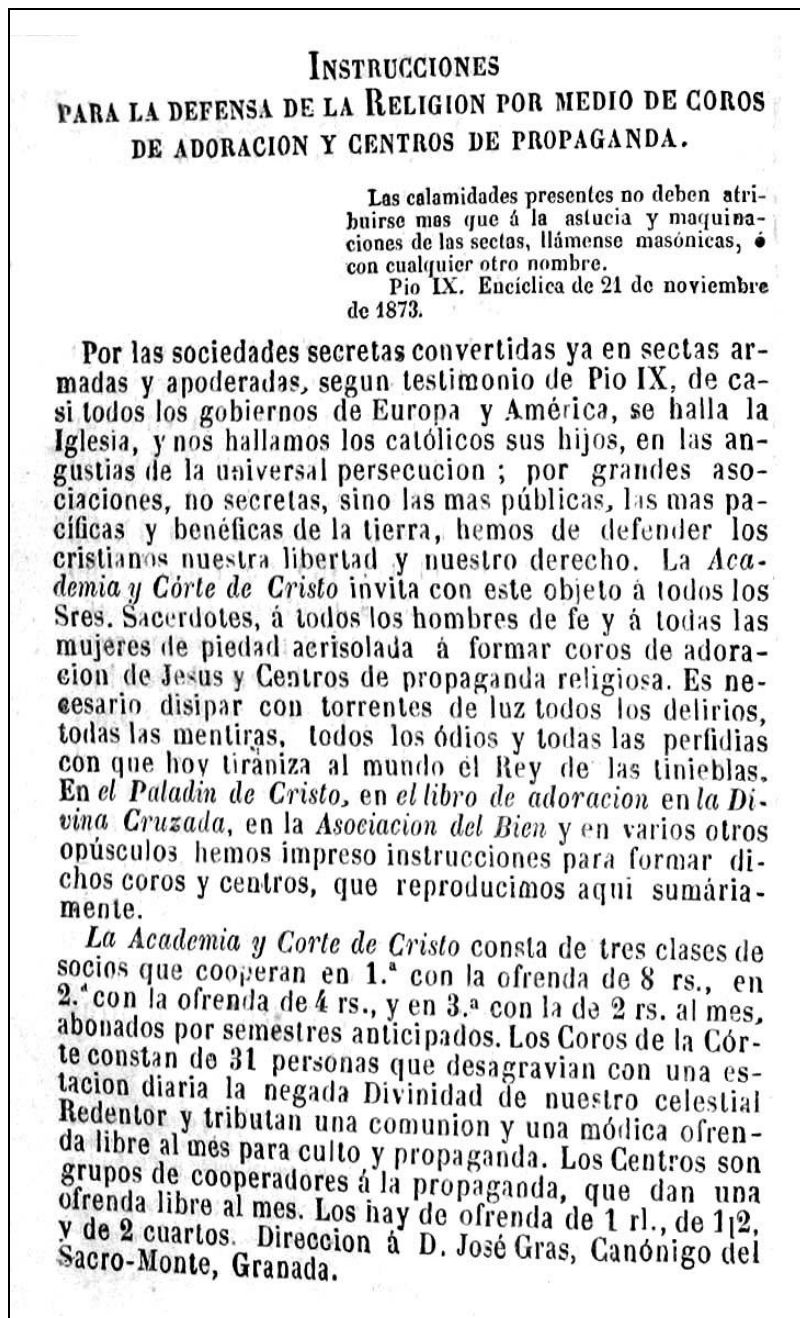 INSTRUCCIONES
PARA LA DEFENSA DE LA RELIGION POR MEDIO DE COROS
DE ADORACION Y CENTROS DE PROPAGANDA.
Las calamidades presentes no deben atri-
buirse mas que á la astucia y maquina-
ciones de las sectas, llámense masónicas, ó
con cualquier otro nombre.
Pio IX. Encíclica de 21 de noviembre
de 1873.
Por las sociedades secretas convertidas ya en sectas ar-
madas y apoderadas, segun testimonio de Pio IX, de ca-
si todos los gobiernos de Europa y América, se halla la
Iglesia, y nos hallamos los católicos sus hijos, en las an-
gustias de la universal persecucion ; por grandes aso-
ciaciones, no secretas, sino las mas públicas, las mas pa-
cíficas y benéficas de la tierra, hemos de defender los
cristianos nuestra libertad y nuestro derecho. La Aca-
demia y Córte de Cristo invita con este objeto á todos los
Sres. Sacerdotes, á todos los hombres de fe y á todas las
mujeres de piedad acrisolada á formar coros de adora-
cion de Jesus y Centros de propaganda religiosa. Es ne-
cesario disipar con torrentes de luz todos los delirios,
todas las mentiras, todos los ódios y todas las perfidias
con que hoy tiraniza al mundo el Rey de las tinieblas.
En el Paladin de Cristo, en el libro de adoracion en la Di-
vina Cruzada, en la Asociacion del Bien y en varios otros
opúsculos hemos impreso instrucciones para formar di-
chos coros y centros, que reproducimos aqui sumária-
mente.
La Academia y Corte de Cristo consta de tres clases de
socios que cooperan en 1.ª con la ofrenda de 8 rs., en
2.ª con la ofrenda de 4 rs., y en 3.ª con la de 2 rs. al mes,
abonados por semestres anticipados. Los Coros de la Cór-
te constan de 31 personas que desagravian con una es-
tacion diaria la negada Divinidad de nuestro celestial
Redentor y tributan una comunion y una módica ofren-
da libre al mes para culto y propaganda. Los Centros son
grupos de cooperadores á la propaganda, que dan una
ofrenda libre al mes. Los hay de ofrenda de 1 rl., de 1|2,
y de 2 cuartos. Direccion á D. José Gras, Canónigo del
Sacro-Monte, Granada.